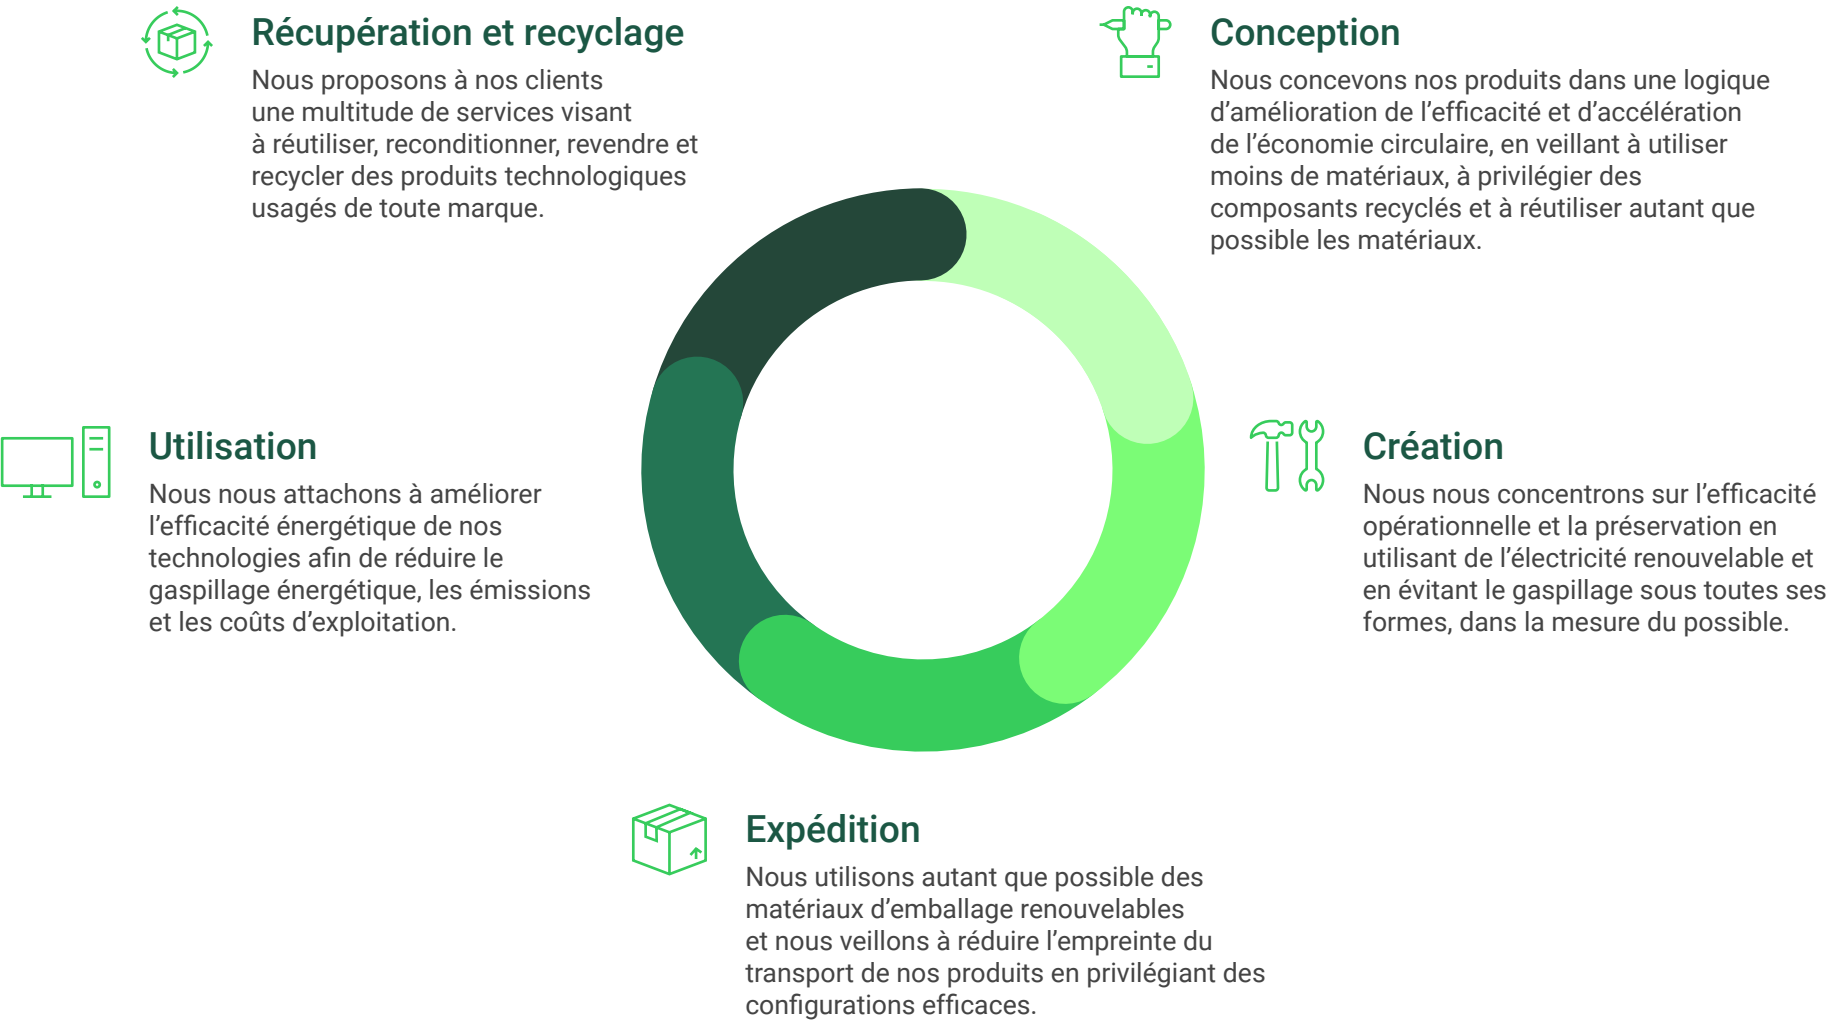 Récupération et recyclage
Nous proposons à nos clients
une multitude de services visant
à réutiliser, reconditionner, revendre et
recycler des produits technologiques
usagés de toute marque.
Conception
Nous concevons nos produits dans une logique
d’amélioration de l’efficacité et d’accélération
de l’économie circulaire, en veillant à utiliser
moins de matériaux, à privilégier des
composants recyclés et à réutiliser autant que
possible les matériaux.
Utilisation
Nous nous attachons à améliorer
l’efficacité énergétique de nos
technologies afin de réduire le
gaspillage énergétique, les émissions
et les coûts d’exploitation.
Création
Nous nous concentrons sur l’efficacité
opérationnelle et la préservation en
utilisant de l’électricité renouvelable et
en évitant le gaspillage sous toutes ses
formes, dans la mesure du possible.
Expédition
Nous utilisons autant que possible des
matériaux d’emballage renouvelables
et nous veillons à réduire l’empreinte du
transport de nos produits en privilégiant des
configurations efficaces.